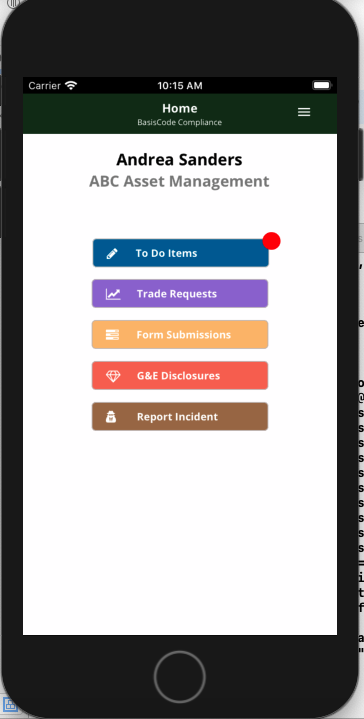 Carrier 10:15 AM
Home
BasisCode Compliance
Andrea Sanders
ABC Asset Management
To Do Items
Trade Requests
Form Submissions
G&E Disclosures
Report Incident